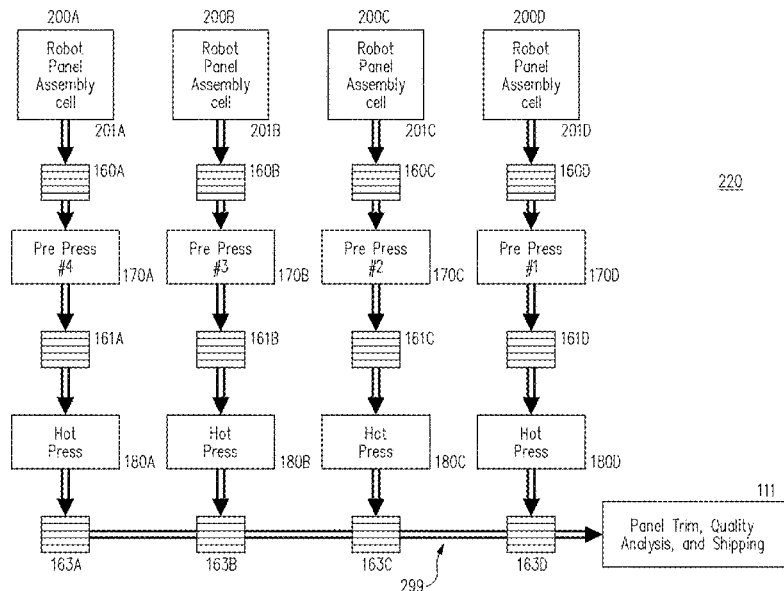 200A 200B 200C 200D
Robot Panel Assembly cell
Robot Panel Assembly cell
Robot Panel Assembly cell
Robot Panel Assembly cell
201A 201B 201C 201D
160A 160B 160C 160D
220
Pre Press #4
Pre Press #3
Pre Press #2
Pre Press #1
170A 170B 170C 170D
161A 161B 161C 161D
Hot Press
Hot Press
Hot Press
Hot Press
180A 180B 180C 180D
111
Panel Trim, Quality
Analysis, and Shipping
163A 163B 163C 163D
299